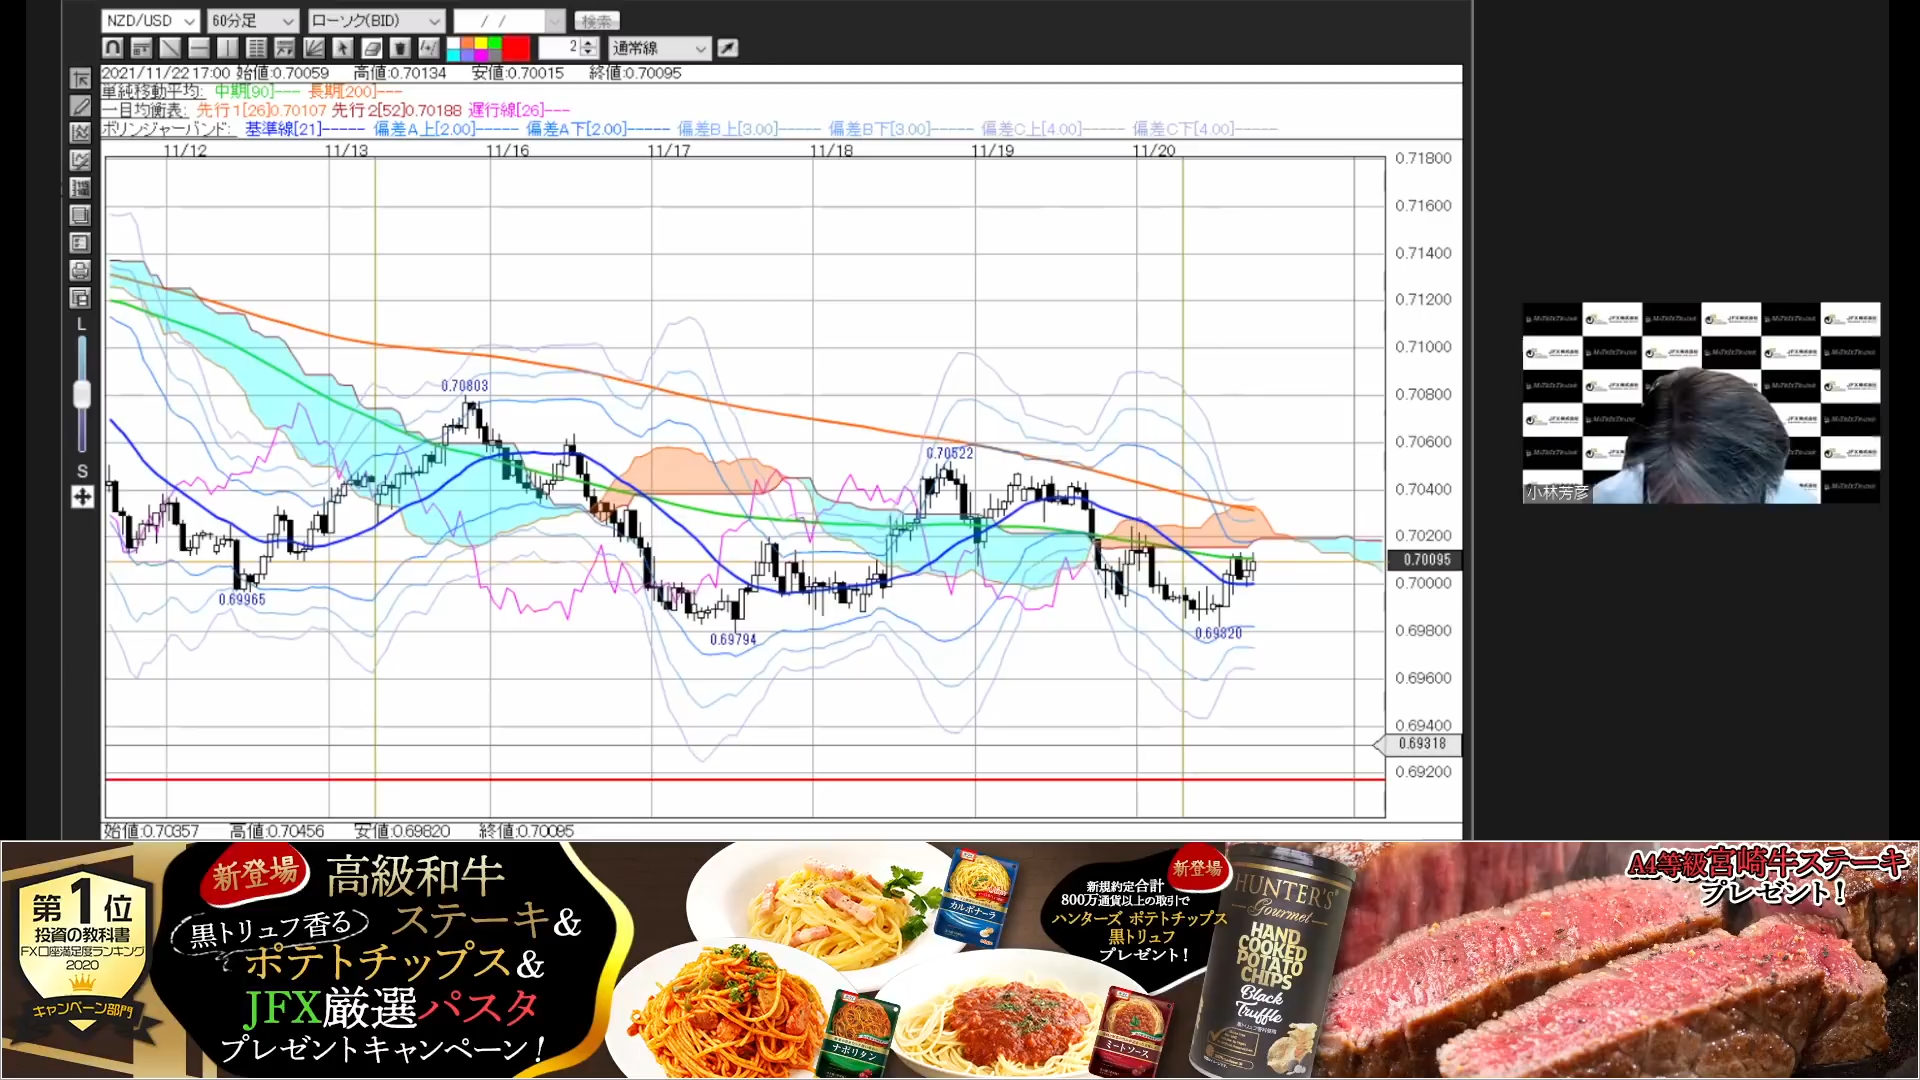 NZD/USD 60分足 ローソク(BID) / / 検索
2 通常線
2021/11/22 17:00 始値:0.70059 高値:0.70134 安値:0.70015 終値:0.70095
単純移動平均: 中期[90]--- 長期[200]---
一目均衡表: 先行1[26]0.70107 先行2[52]0.70188 遅行線[26]---
ボリンジャーバンド: 基準線[21]----- 偏差A上[2.00]----- 偏差A下[2.00]----- 偏差B上[3.00]----- 偏差B下[3.00]----- 偏差C上[4.00]----- 偏差C下[4.00]-----
11/12 11/13 11/16 11/17 11/18 11/19 11/20
0.71800
0.71600
0.71400
0.71200
0.71000
0.70800
0.70600
0.70400
0.70200
0.70095
0.70000
0.69800
0.69600
0.69400
0.69318
0.69200
0.70803
0.70522
0.69965
0.69794
0.69820
L
S
始値:0.70357 高値:0.70456 安値:0.69820 終値:0.70095
JFX株式会社
MATRIX TRADER
小林芳彦
第1位
投資の教科書
FX口座満足度ランキング
2020
キャンペーン部門
新登場
高級和牛
黒トリュフ香る
ステーキ&
ポテトチップス&
JFX厳選パスタ
プレゼントキャンペーン!
カルボナーラ
ナポリタン
ミートソース
新登場
新規約定合計
800万通貨以上の取引で
ハンターズ ポテトチップス
黒トリュフ
プレゼント!
HUNTER'S
Gourmet
HAND
COOKED
POTATO
CHIPS
Black
Truffle
A4等級宮崎牛ステーキ
プレゼント!